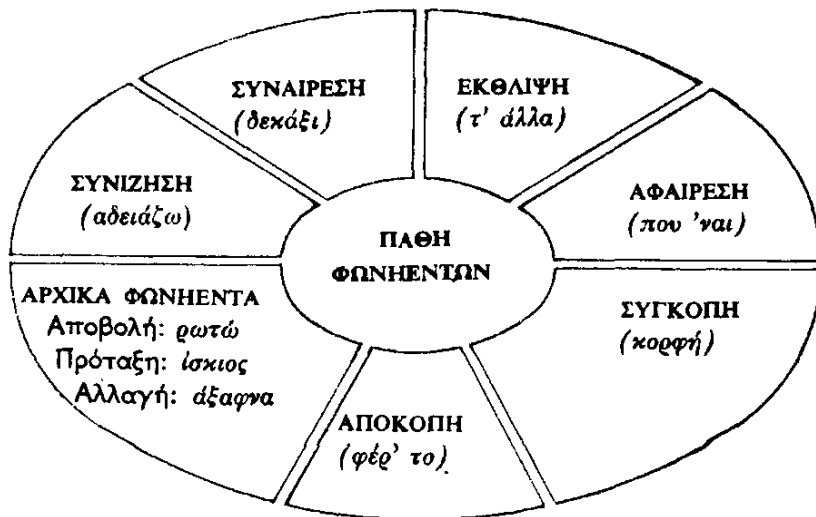 ΣΥΝΑΙΡΕΣΗ
(δεκάξι)
ΕΚΘΛΙΨΗ
(τ' άλλα)
ΑΦΑΙΡΕΣΗ
(που 'ναι)
ΣΥΓΚΟΠΗ
(κορφή)
ΑΠΟΚΟΠΗ
(φέρ' το)
ΑΡΧΙΚΑ ΦΩΝΗΕΝΤΑ
Αποβολή: ρωτώ
Πρόταξη: ίσκιος
Αλλαγή: άξαφνα
ΣΥΝΙΖΗΣΗ
(αδειάζω)
ΠΑΘΗ
ΦΩΝΗΕΝΤΩΝ